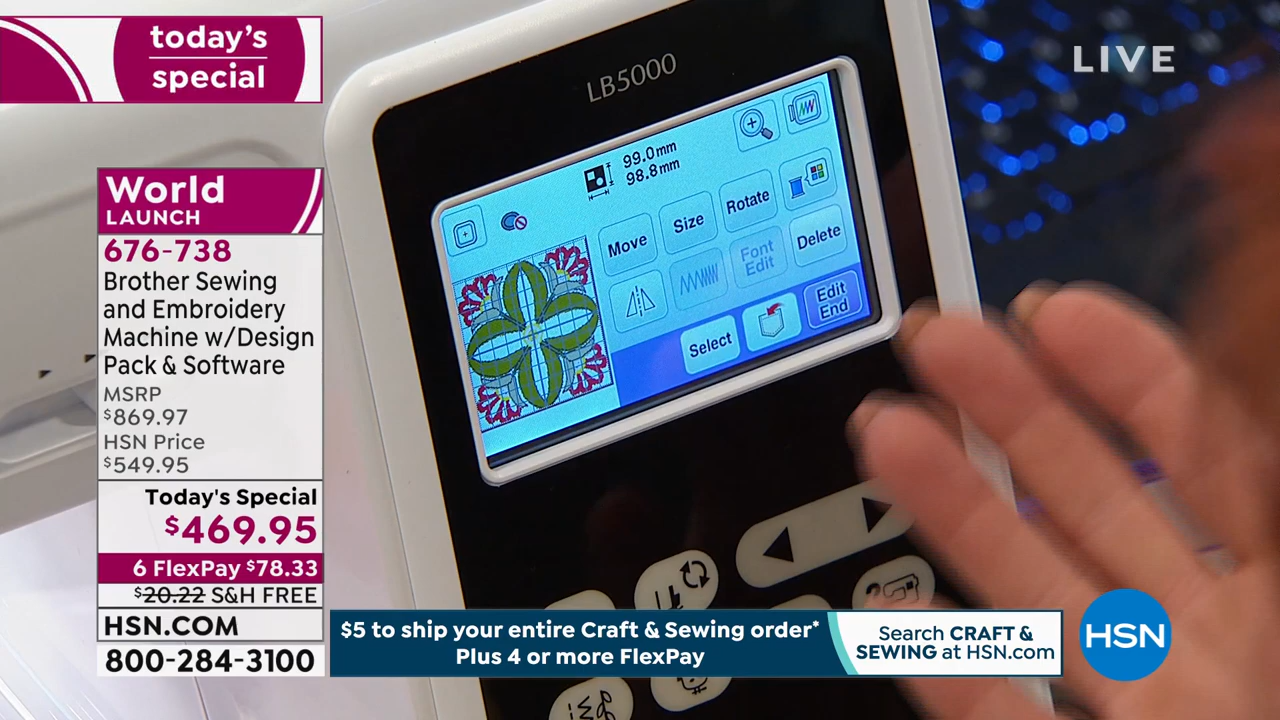 today's
special
World
LAUNCH
676-738
Brother Sewing
and Embroidery
Machine w/Design
Pack & Software
MSRP
$869.97
HSN Price
$549.95
Today's Special
$469.95
6 FlexPay $78.33
$20.22 S&H FREE
HSN.COM
800-284-3100
LIVE
LB5000
99.0mm
98.8mm
Move
Size
Rotate
Font
Edit
Delete
Select
Edit
End
$5 to ship your entire Craft & Sewing order*
Plus 4 or more FlexPay
Search CRAFT &
SEWING at HSN.com
HSN